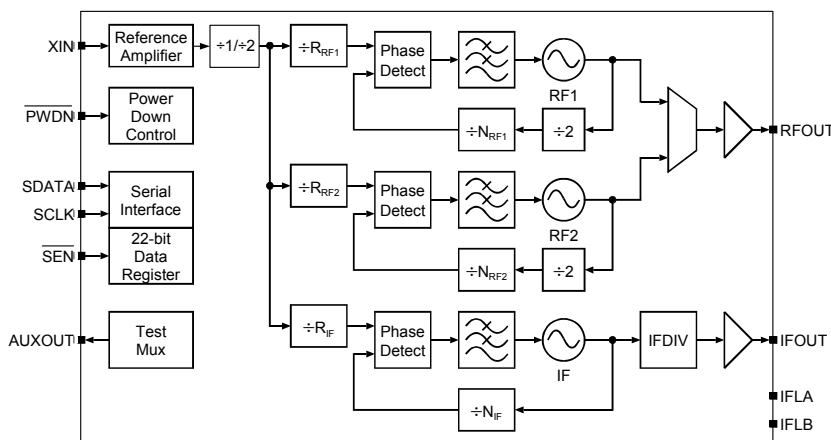 XIN
Reference
Amplifier
÷1/÷2
÷RRF1
Phase
Detect
RF1
÷NRF1
÷2
PWDN
Power
Down
Control
RFOUT
SDATA
SCLK
Serial
Interface
÷RRF2
Phase
Detect
RF2
÷NRF2
÷2
SEN
22-bit
Data
Register
AUXOUT
Test
Mux
÷RIF
Phase
Detect
IF
÷NIF
IFDIV
IFOUT
IFLA
IFLB